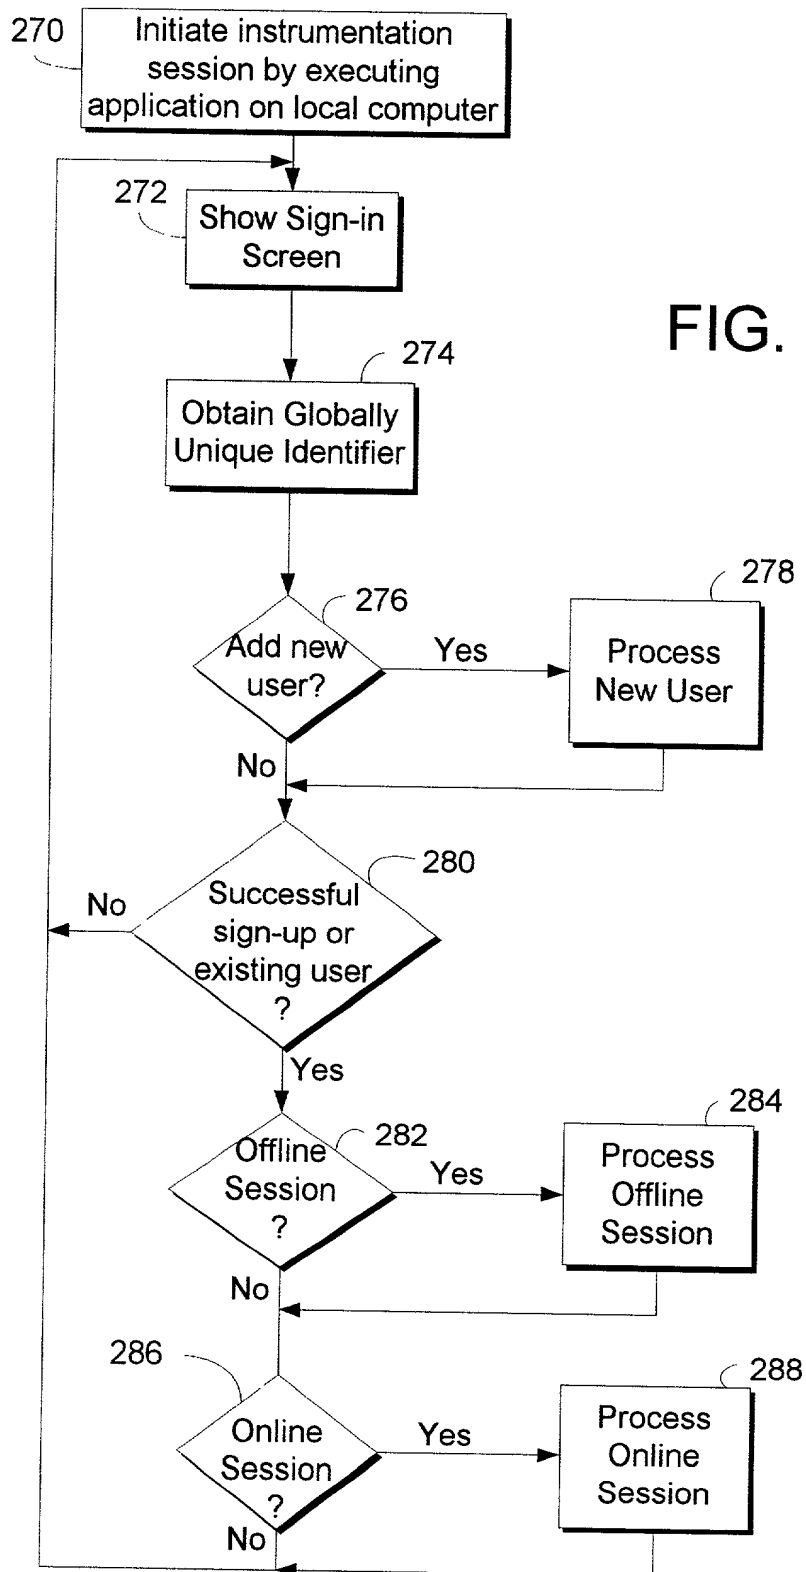 270
Initiate instrumentation
session by executing
application on local computer
272
Show Sign-in
Screen
FIG.
274
Obtain Globally
Unique Identifier
276
278
Add new
user?
Yes
Process
New User
No
280
No
Successful
sign-up or
existing user
?
Yes
282
284
Offline
Session
?
Yes
Process
Offline
Session
No
286
288
Online
Session
?
Yes
Process
Online
Session
No